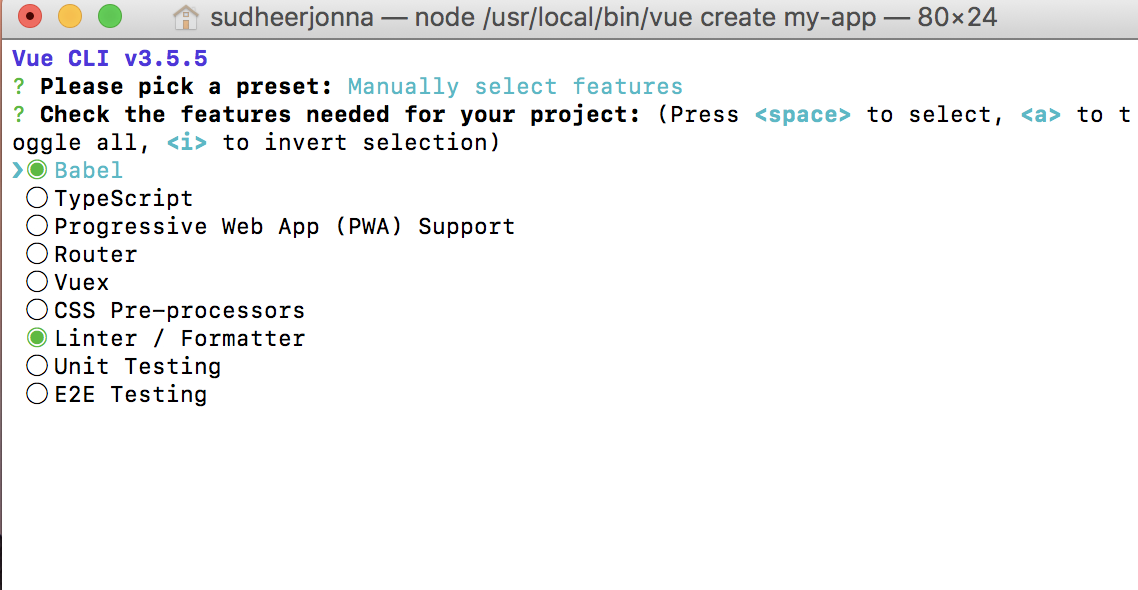 sudheerjonna — node /usr/local/bin/vue create my-app — 80×24
Vue CLI v3.5.5
? Please pick a preset: Manually select features
? Check the features needed for your project: (Press <space> to select, <a> to t
oggle all, <i> to invert selection)
❯◉ Babel
◯ TypeScript
◯ Progressive Web App (PWA) Support
◯ Router
◯ Vuex
◯ CSS Pre-processors
◉ Linter / Formatter
◯ Unit Testing
◯ E2E Testing